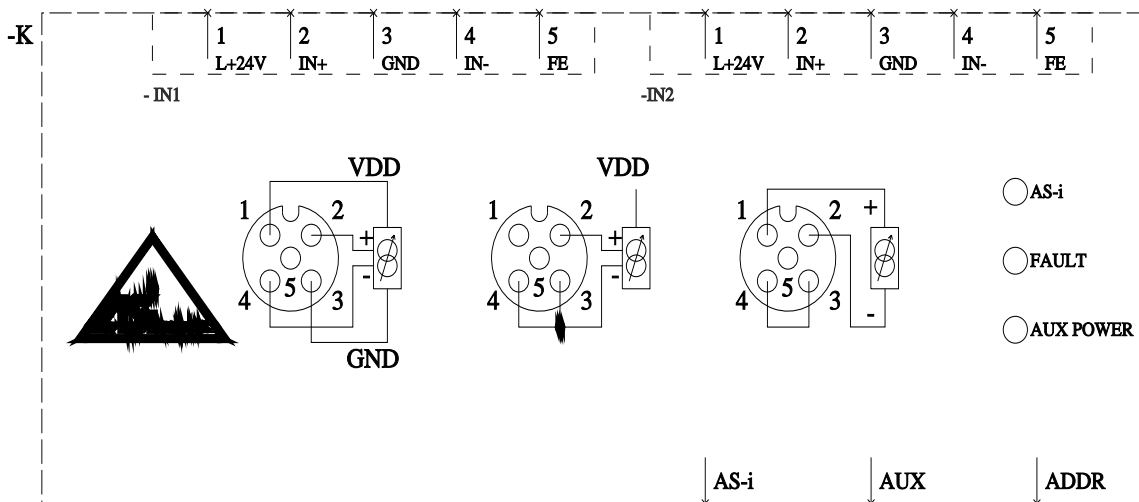 -K
1 2 3 4 5
L+24V IN+ GND IN- FE
- IN1
1 2 3 4 5
L+24V IN+ GND IN- FE
-IN2
VDD
1 2
+
-
4 5 3
GND
VDD
1 2
+
-
4 5 3
1 2
+
4 5 3
-
AS-i
FAULT
AUX POWER
AS-i
AUX
ADDR